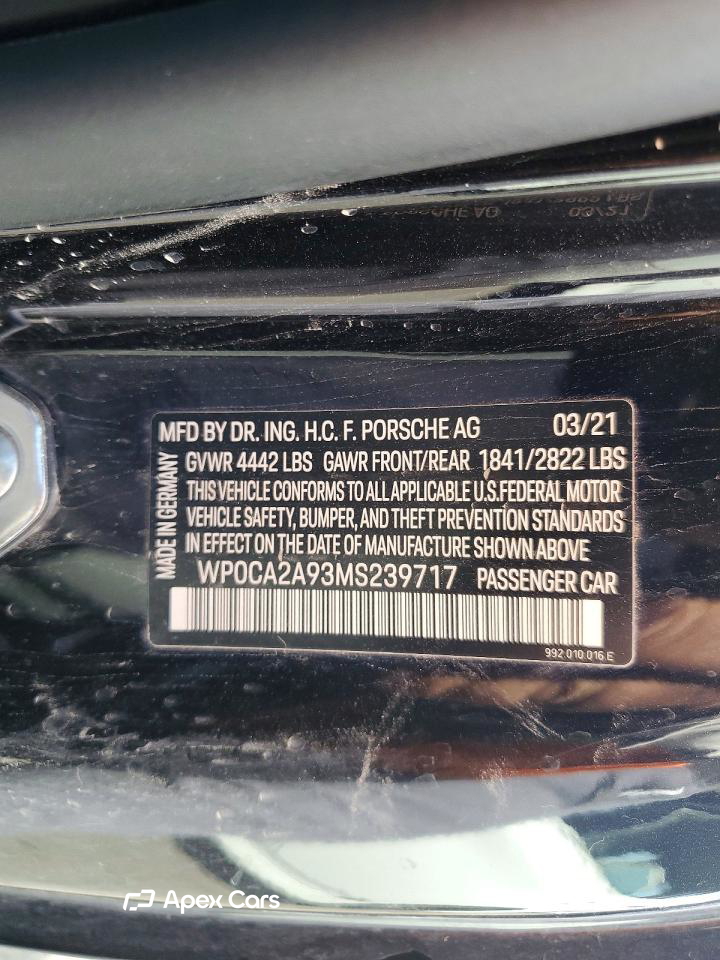 MFD BY DR. ING. H.C. F. PORSCHE AG 03/21
MADE IN GERMANY
GVWR 4442 LBS GAWR FRONT/REAR 1841/2822 LBS
THIS VEHICLE CONFORMS TO ALL APPLICABLE U.S.FEDERAL MOTOR
VEHICLE SAFETY, BUMPER, AND THEFT PREVENTION STANDARDS
IN EFFECT ON THE DATE OF MANUFACTURE SHOWN ABOVE
WP0CA2A93MS239717 PASSENGER CAR
992 010 016 E
Apex Cars